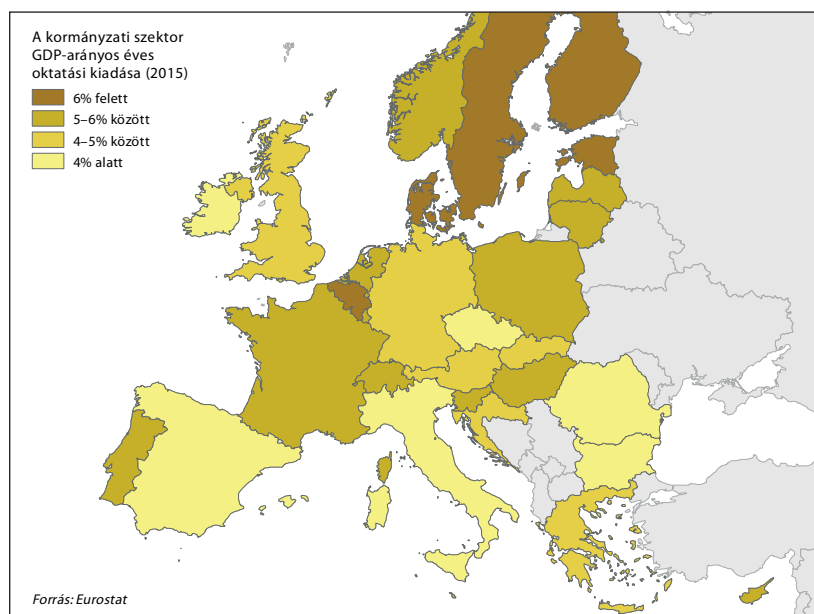 A kormányzati szektor
GDP-arányos éves
oktatási kiadása (2015)
6% felett
5–6% között
4–5% között
4% alatt
Forrás: Eurostat